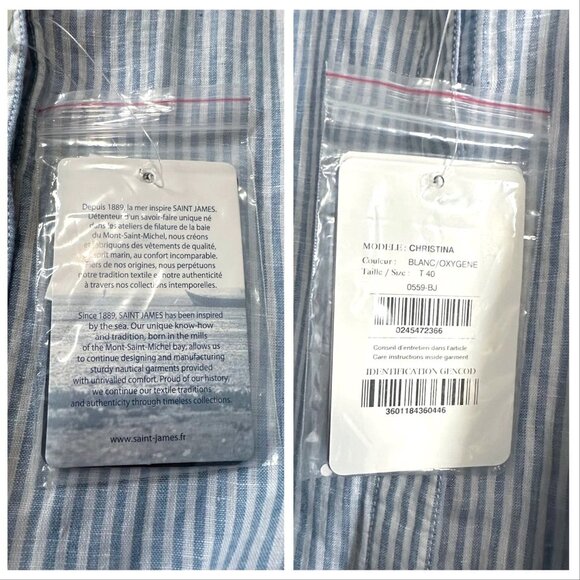 Depuis 1889, la mer inspire SAINT JAMES.
Détenteur d'un savoir-faire unique né
dans les ateliers de filature de la baie
du Mont-Saint-Michel, nous créons
et fabriquons des vêtements de qualité,
esprit marin, au confort incomparable.
Fiers de nos origines, nous perpétuons
notre tradition textile et notre authenticité
à travers nos collections intemporelles.
Since 1889, SAINT JAMES has been inspired
by the sea. Our unique know-how
and tradition, born in the mills
of the Mont-Saint-Michel bay, allows us
to continue designing and manufacturing
sturdy nautical garments provided
with unrivalled comfort. Proud of our history,
we continue our textile traditions
and authenticity through timeless collections.
www.saint-james.fr
MODELE : CHRISTINA
Couleur : BLANC/OXYGENE
Taille / Size : T 40
0559-BJ
0245472366
Conseil d'entretien dans l'article
Care instructions inside garment
IDENTIFICATION GENCOD
3601184360446